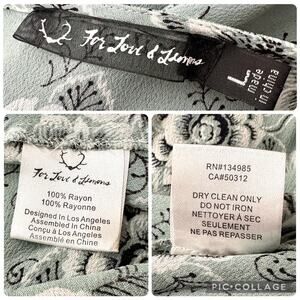 For Love & Lemons
L
made
in china
For Love & Lemons
100% Rayon
100% Rayonne
Designed In Los Angeles
Assembled In China
Conçu à Los Angeles
Assemblé en Chine
RN#134985
CA#50312
DRY CLEAN ONLY
DO NOT IRON
NETTOYER À SEC
SEULEMENT
NE PAS REPASSER
PIC•COLLAGE